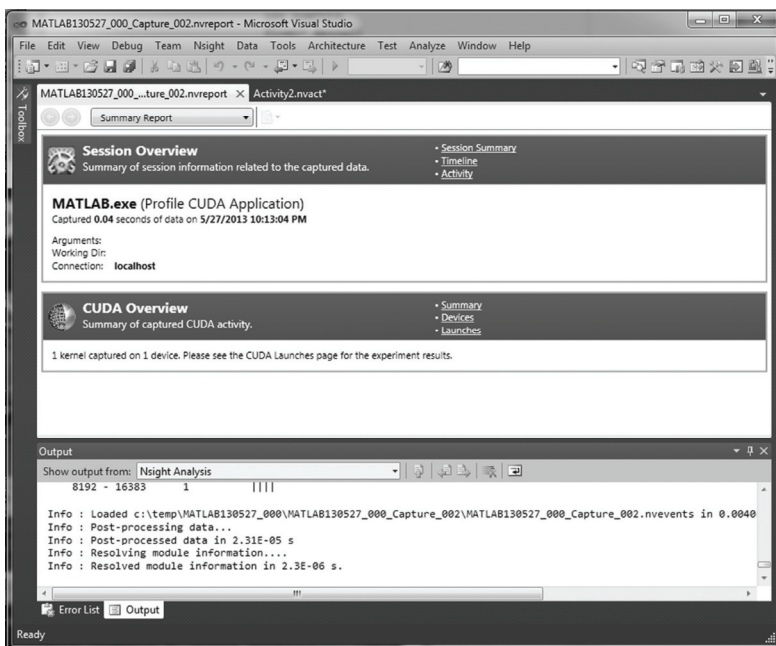 MATLAB130527_000_Capture_002.nvreport - Microsoft Visual Studio
File Edit View Debug Team Nsight Data Tools Architecture Test Analyze Window Help
MATLAB130527_000_...ture_002.nvreport Activity2.nvact*
Toolbox
Summary Report
Session Overview
Summary of session information related to the captured data.
• Session Summary
• Timeline
• Activity
MATLAB.exe (Profile CUDA Application)
Captured 0.04 seconds of data on 5/27/2013 10:13:04 PM
Arguments:
Working Dir:
Connection: localhost
CUDA Overview
Summary of captured CUDA activity.
• Summary
• Devices
• Launches
1 kernel captured on 1 device. Please see the CUDA Launches page for the experiment results.
Output
Show output from: Nsight Analysis
8192 - 16383 1 ||||
Info : Loaded c:\temp\MATLAB130527_000\MATLAB130527_000_Capture_002\MATLAB130527_000_Capture_002.nvevents in 0.0040
Info : Post-processing data...
Info : Post-processed data in 2.31E-05 s
Info : Resolving module information....
Info : Resolved module information in 2.3E-06 s.
Error List Output
Ready